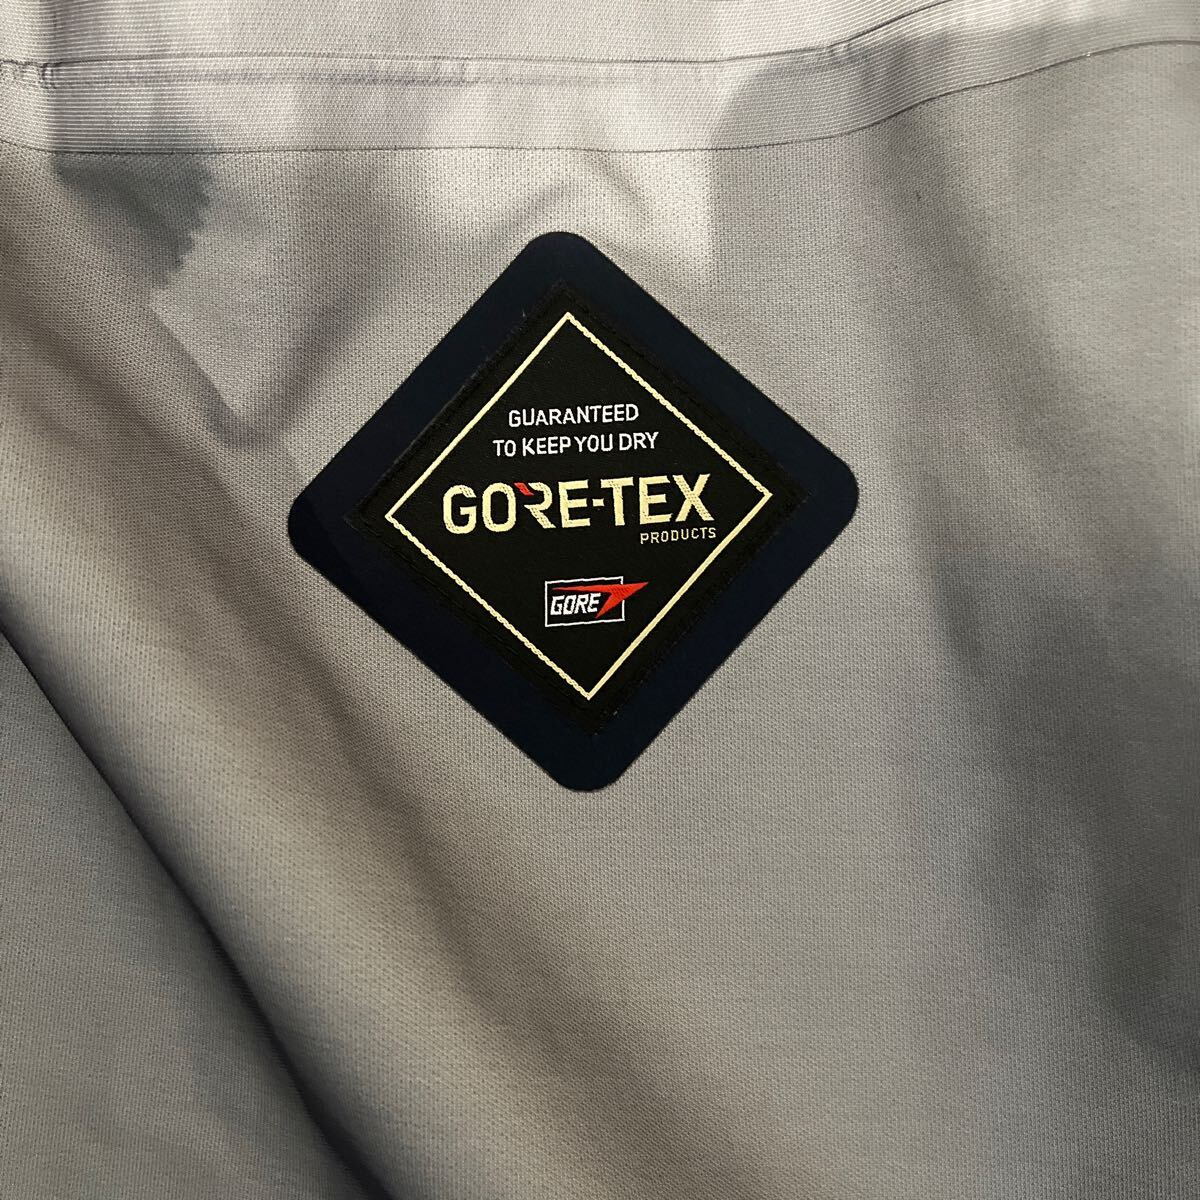 GUARANTEED
TO KEEP YOU DRY
GORE-TEX
PRODUCTS
GORE